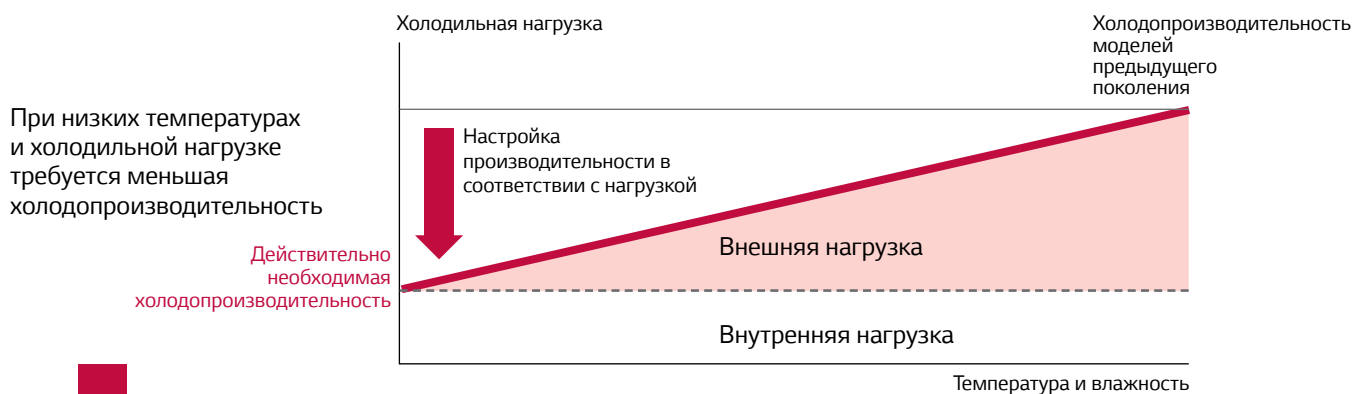 Холодильная нагрузка
Холодопроизводительность
моделей
предыдущего
поколения
При низких температурах
и холодильной нагрузке
требуется меньшая
холодопроизводительность
Настройка
производительности в
соответствии с нагрузкой
Действительно
необходимая
холодопроизводительность
Внешняя нагрузка
Внутренняя нагрузка
Температура и влажность